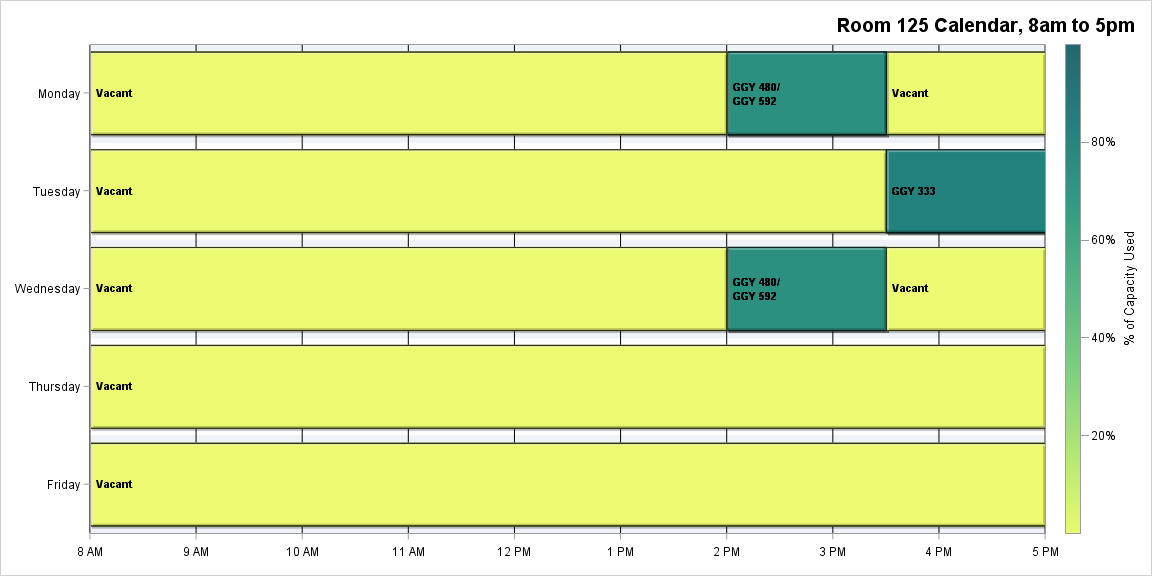 Room 125 Calendar, 8am to 5pm
Monday
Vacant
GGY 480/
GGY 592
Vacant
80%
Tuesday
Vacant
GGY 333
60%
% of Capacity Used
Wednesday
Vacant
GGY 480/
GGY 592
Vacant
40%
Thursday
Vacant
20%
Friday
Vacant
8 AM 9 AM 10 AM 11 AM 12 PM 1 PM 2 PM 3 PM 4 PM 5 PM